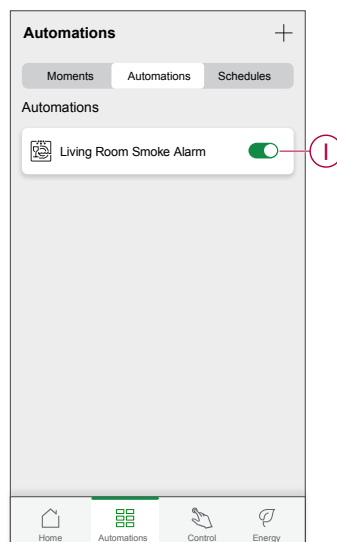 Automations
Moments Automations Schedules
Automations
Living Room Smoke Alarm
I
Home Automations Control Energy